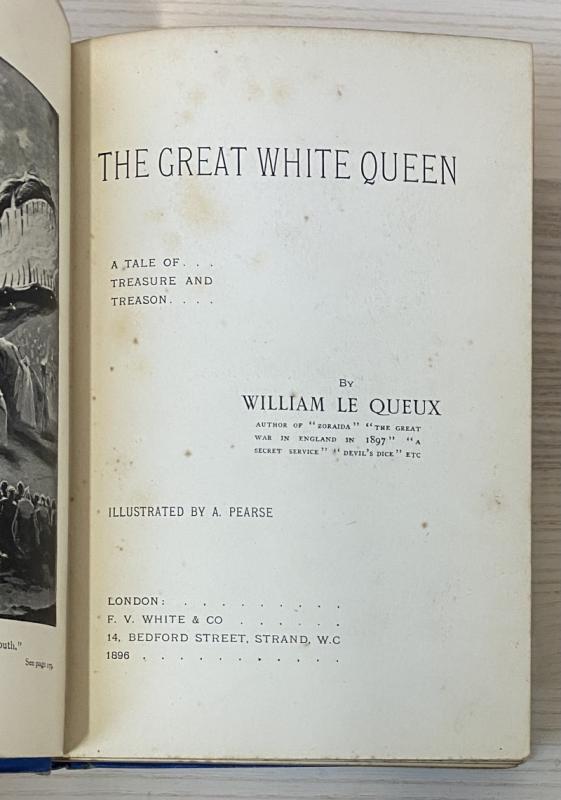 THE GREAT WHITE QUEEN
A TALE OF. . .
TREASURE AND
TREASON. . . .
BY
WILLIAM LE QUEUX
AUTHOR OF "ZORAIDA" "THE GREAT
WAR IN ENGLAND IN 1897" "A
SECRET SERVICE" "DEVIL'S DICE" ETC
ILLUSTRATED BY A. PEARSE
LONDON: . . . . . . . . .
F. V. WHITE & CO . . . . . .
14, BEDFORD STREET, STRAND, W.C
1896 . . . . . . . . . . .
outh."
See page